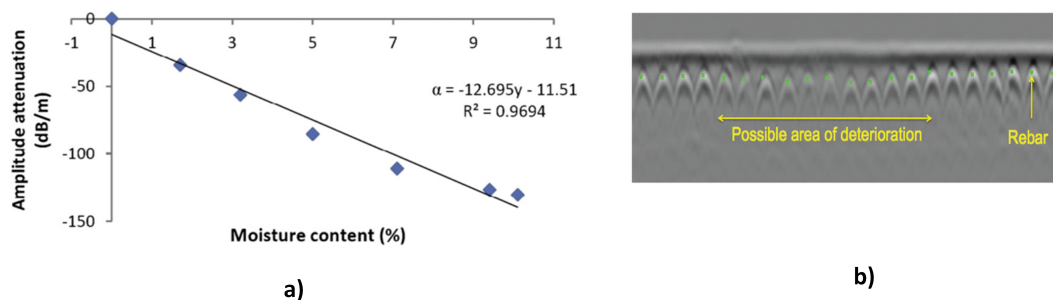 0
-1
1
3
5
7
9
11
-50
-100
-150
Amplitude attenuation
(dB/m)
α = -12.695y - 11.51
R² = 0.9694
Moisture content (%)
a)
Possible area of deterioration
Rebar
b)